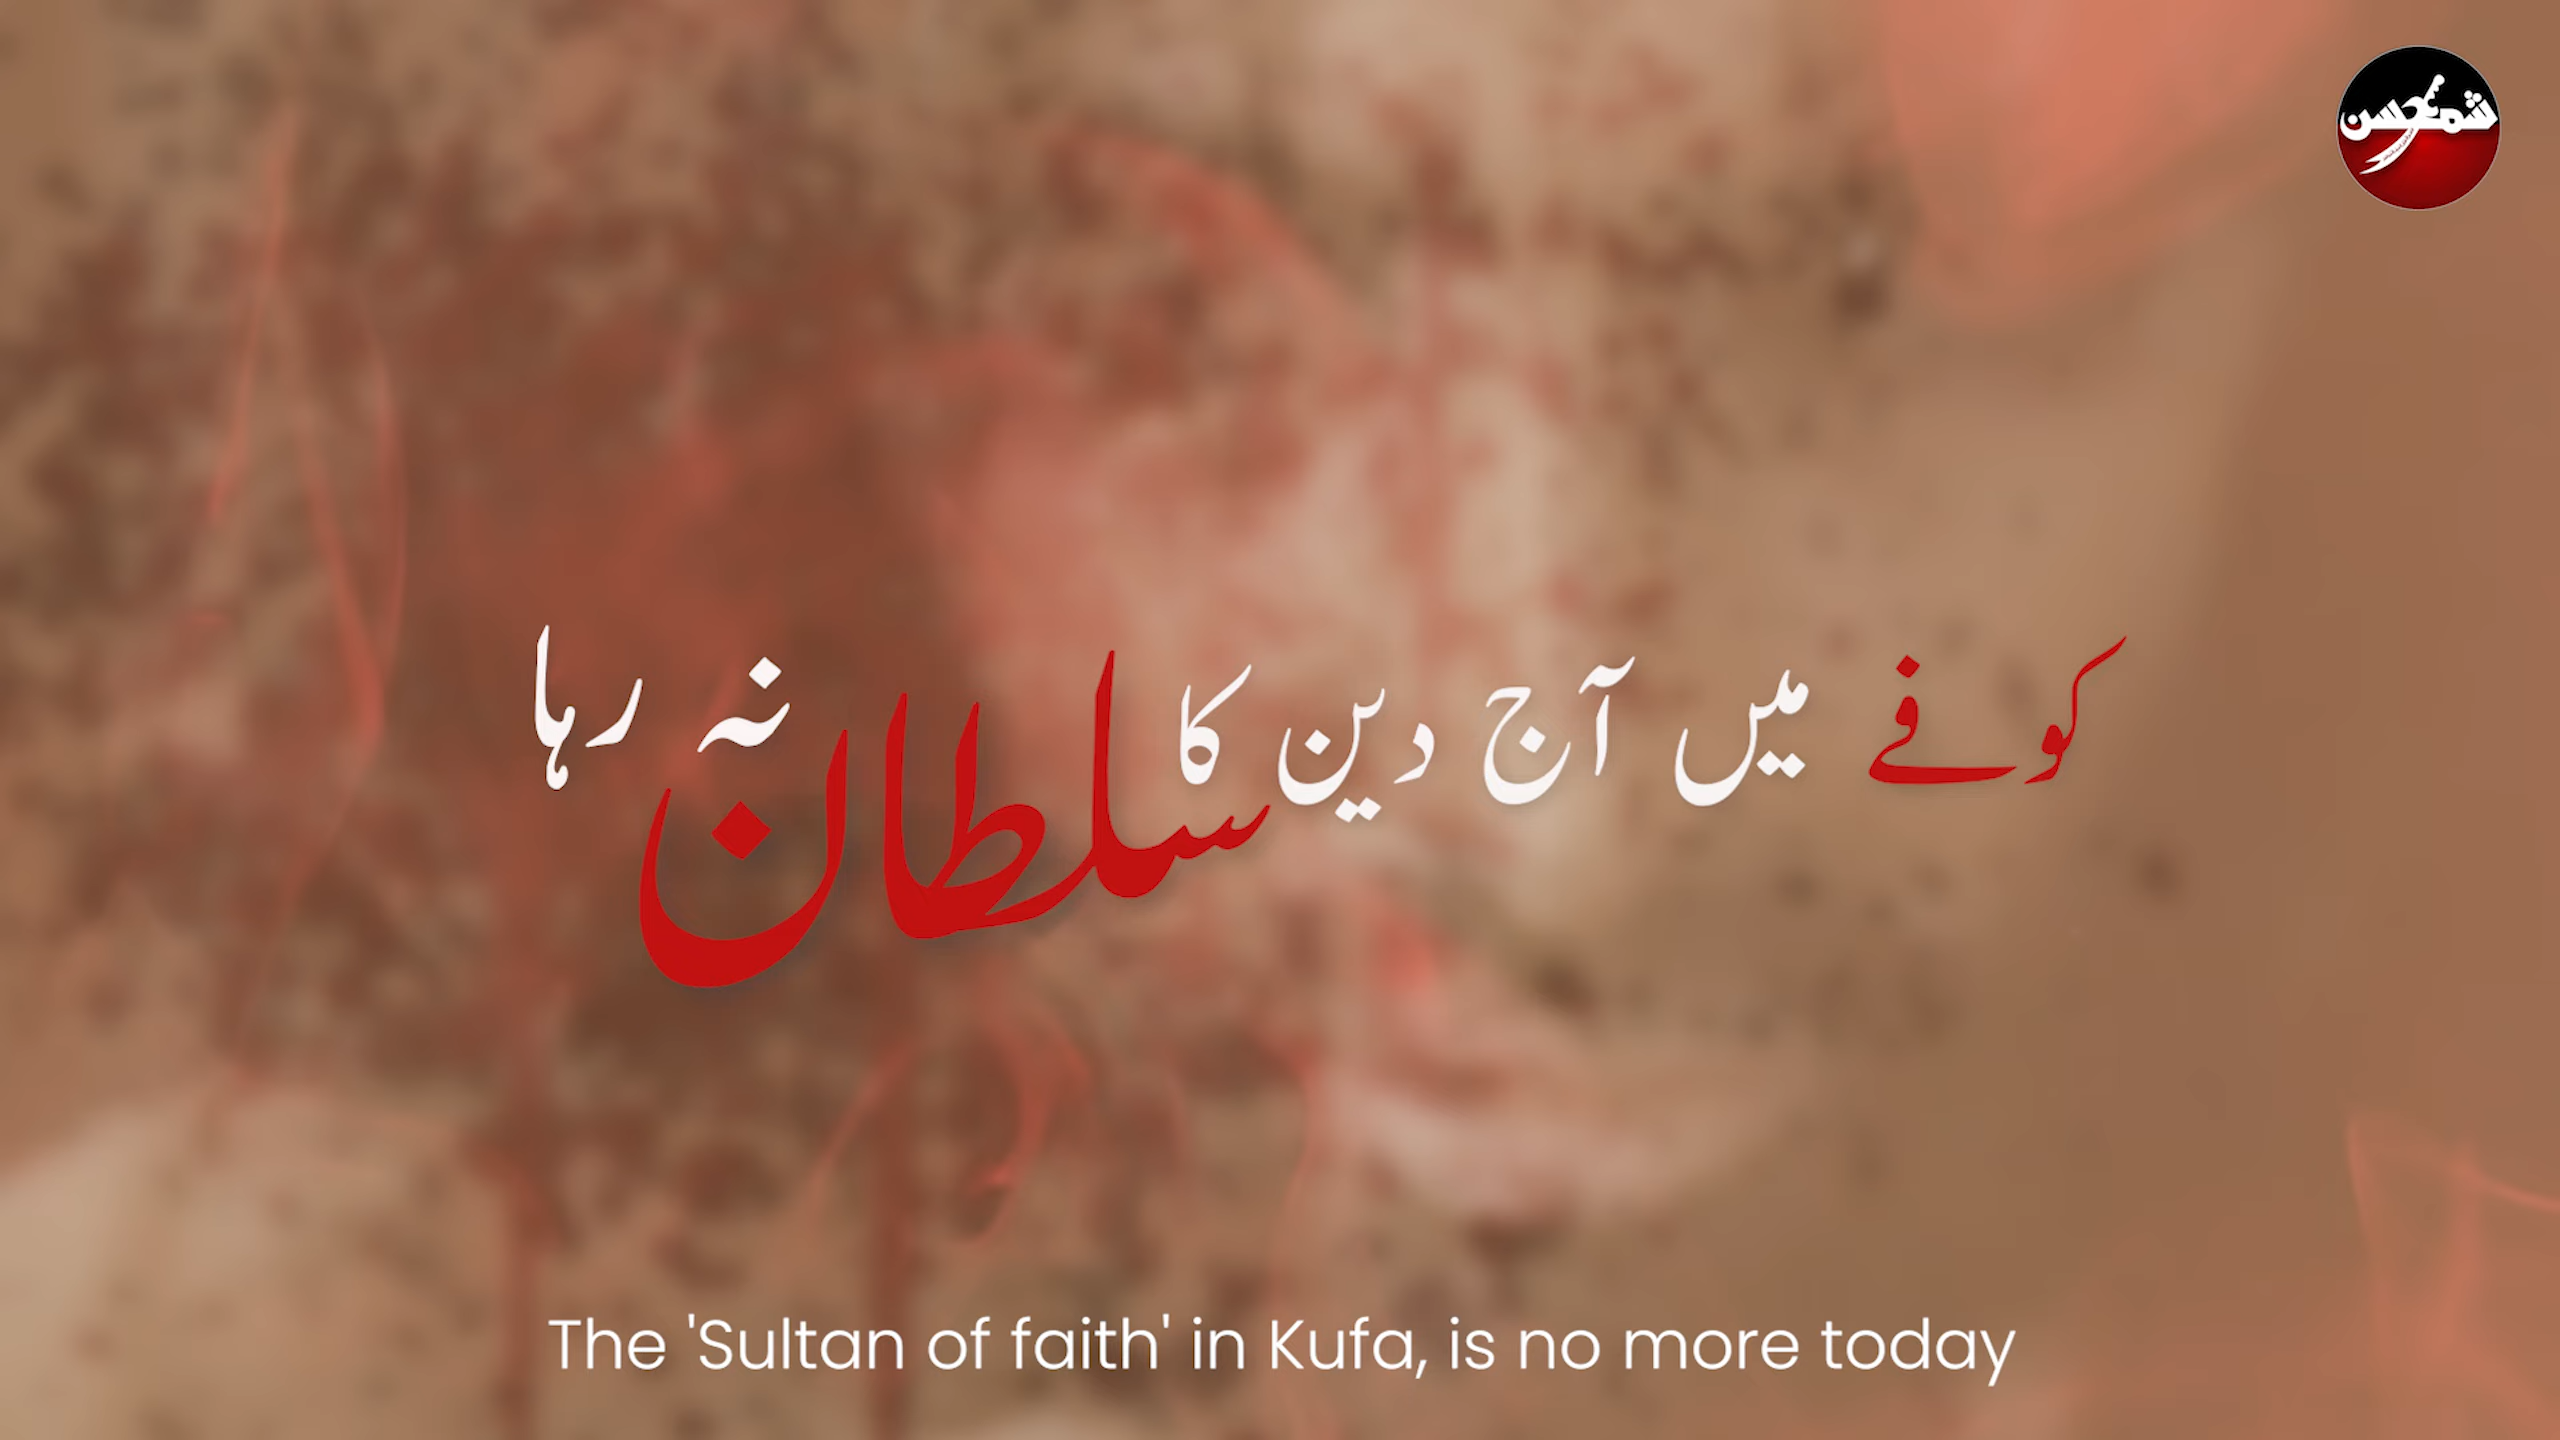 کوفے میں آج دین کا سلطان نہ رہا
The 'Sultan of faith' in Kufa, is no more today